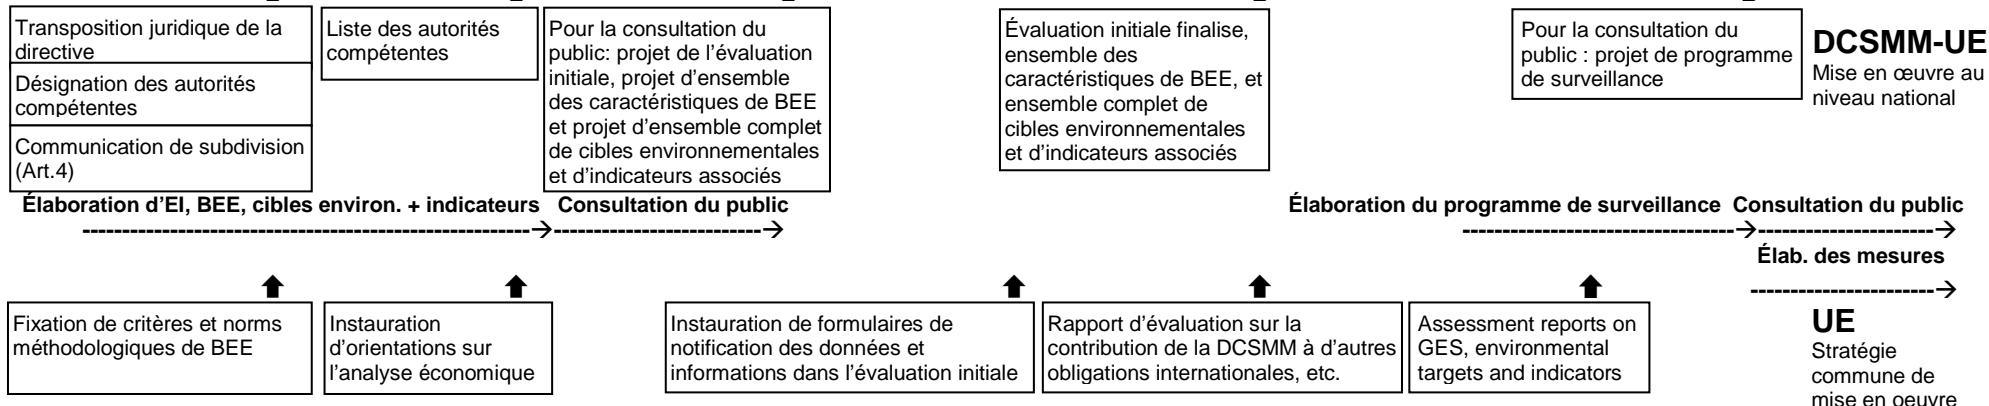 Transposition juridique de la
directive
Désignation des autorités
compétentes
Communication de subdivision
(Art.4)
Liste des autorités
compétentes
Pour la consultation du
public: projet de l'évaluation
initiale, projet d'ensemble
des caractéristiques de BEE
et projet d'ensemble complet
de cibles environnementales
et d'indicateurs associés
Évaluation initiale finalise,
ensemble des
caractéristiques de BEE, et
ensemble complet de
cibles environnementales
et d'indicateurs associés
Pour la consultation du
public : projet de programme
de surveillance
DCSMM-UE
Mise en œuvre au
niveau national
Élaboration d'EI, BEE, cibles environ. + indicateurs
Consultation du public
Élaboration du programme de surveillance
Consultation du public
Élab. des mesures
Fixation de critères et norms
méthodologiques de BEE
Instauration
d'orientations sur
l'analyse économique
Instauration de formulaires de
notification des données et
informations dans l'évaluation initiale
Rapport d'évaluation sur la
contribution de la DCSMM à d'autres
obligations internationales, etc.
Assessment reports on
GES, environmental
targets and indicators
UE
Stratégie
commune de
mise en oeuvre